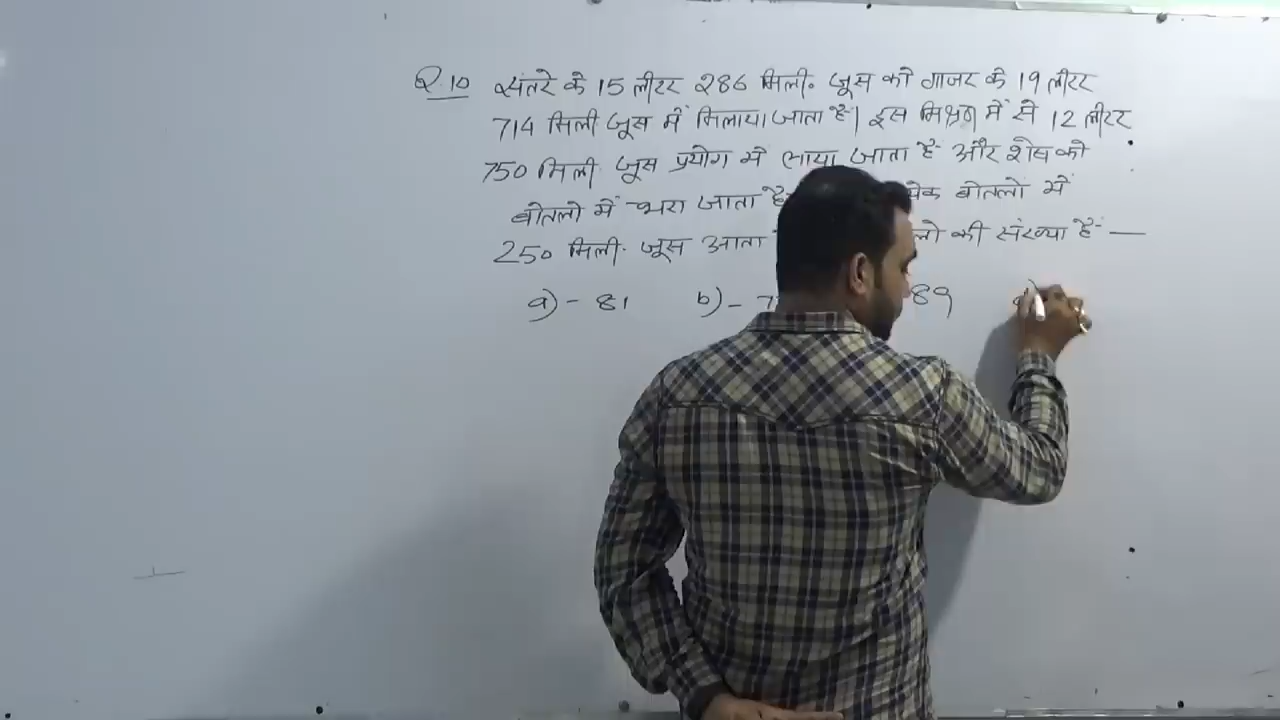 Q.10 संतरे के 15 लीटर 286 मिली. जूस को गाजर के 19 लीटर
714 मिली जूस में मिलाया जाता है। इस मिश्रण में से 12 लीटर
750 मिली. जूस प्रयोग में लाया जाता है और शेष को
बोतलो में भरा जाता है बोतलों में
250 मिली. जूस आता की संख्या है —
a) - 81 b) - 89